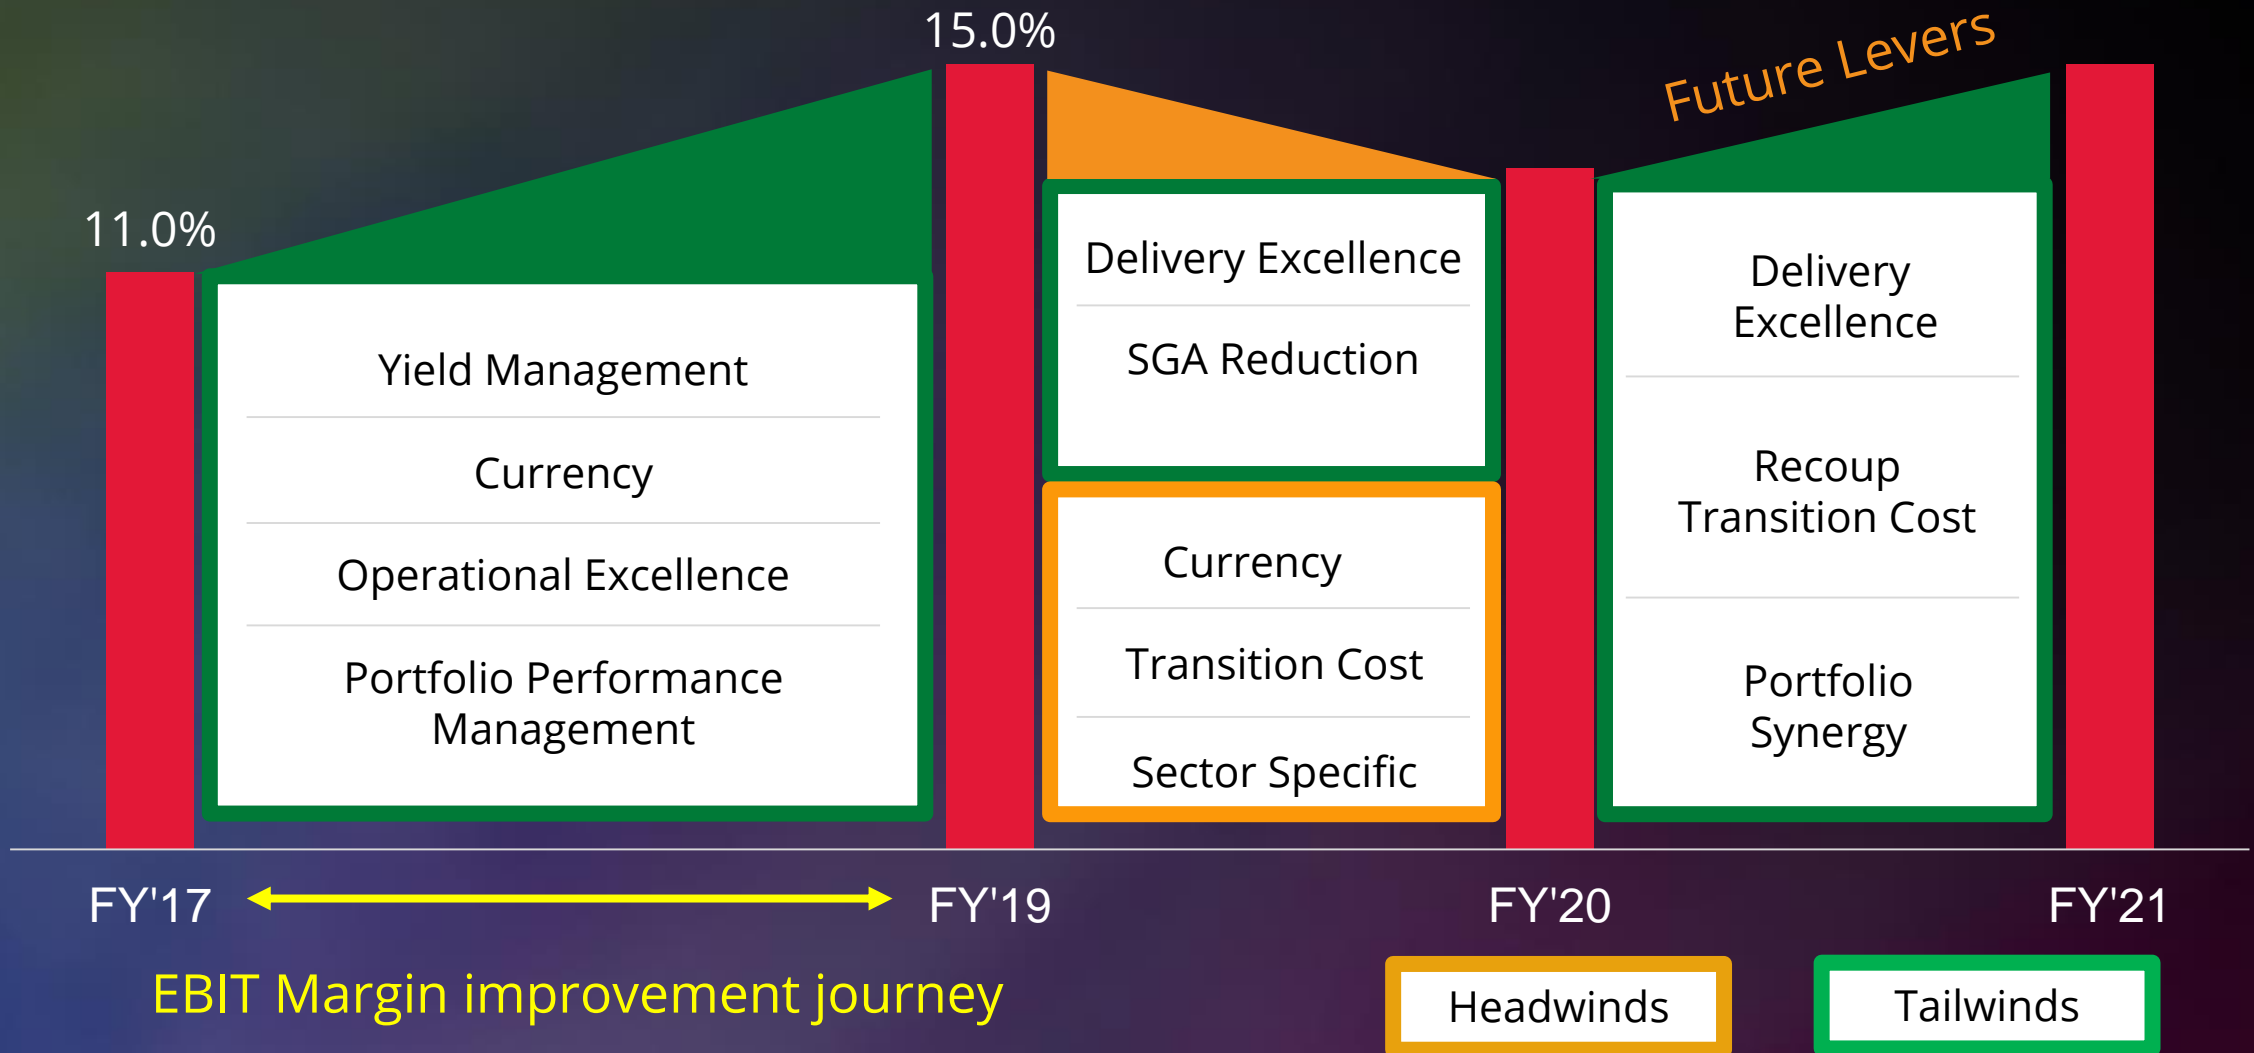 15.0%
Future Levers
11.0%
Yield Management
Currency
Operational Excellence
Portfolio Performance
Management
Delivery Excellence
SGA Reduction
Currency
Transition Cost
Sector Specific
Delivery
Excellence
Recoup
Transition Cost
Portfolio
Synergy
FY'17
FY'19
FY'20
FY'21
EBIT Margin improvement journey
Headwinds
Tailwinds